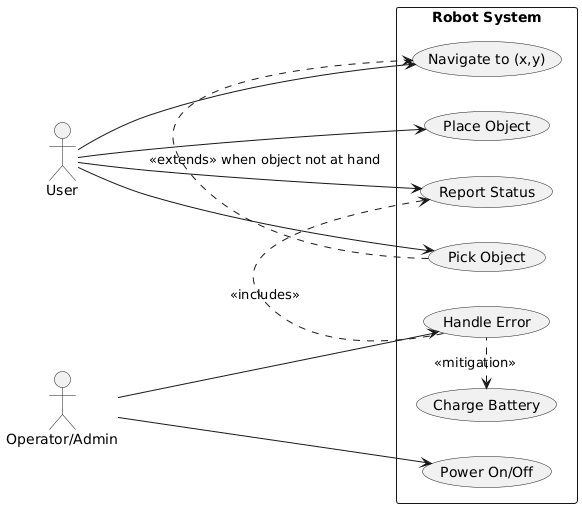 Robot System
Navigate to (x,y)
Place Object
«extends» when object not at hand
User
Report Status
Pick Object
«includes»
Handle Error
«mitigation»
Charge Battery
Operator/Admin
Power On/Off